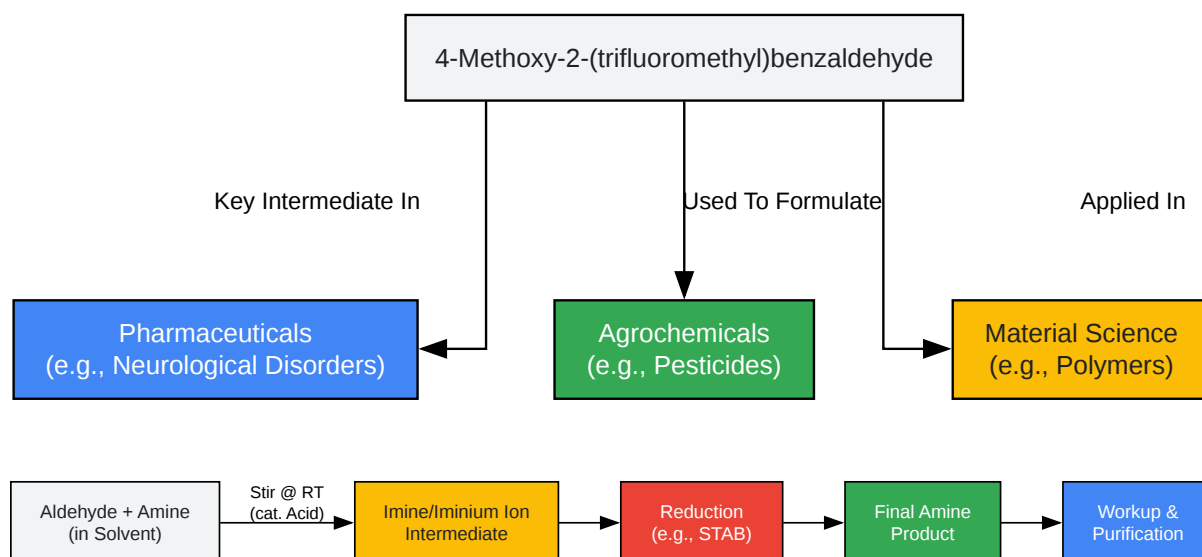 4-Methoxy-2-(trifluoromethyl)benzaldehyde
Key Intermediate In
Used To Formulate
Applied In
Pharmaceuticals
(e.g., Neurological Disorders)
Agrochemicals
(e.g., Pesticides)
Material Science
(e.g., Polymers)
Aldehyde + Amine
(in Solvent)
Stir @ RT
(cat. Acid)
Imine/Iminium Ion
Intermediate
Reduction
(e.g., STAB)
Final Amine
Product
Workup &
Purification